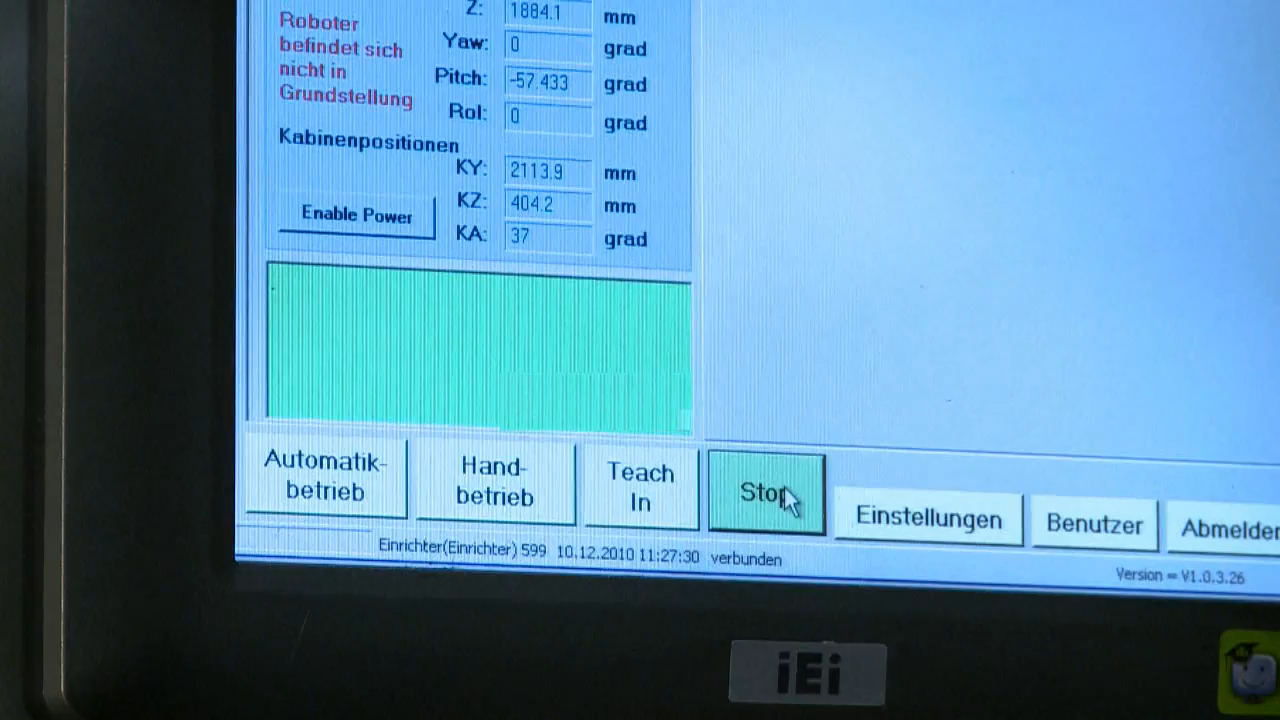 Z: 1884.1 mm
Roboter
befindet sich
nicht in
Grundstellung
Yaw: 0 grad
Pitch: -57.433 grad
Rol: 0 grad
Kabinenpositionen
KY: 2113.9 mm
KZ: 404.2 mm
Enable Power
KA: 37 grad
Automatik-
betrieb
Hand-
betrieb
Teach
In
Stop
Einstellungen
Benutzer
Abmelden
Einrichter(Einrichter) 599 10.12.2010 11:27:30 verbunden
Version = V1.0.3.26
iEi